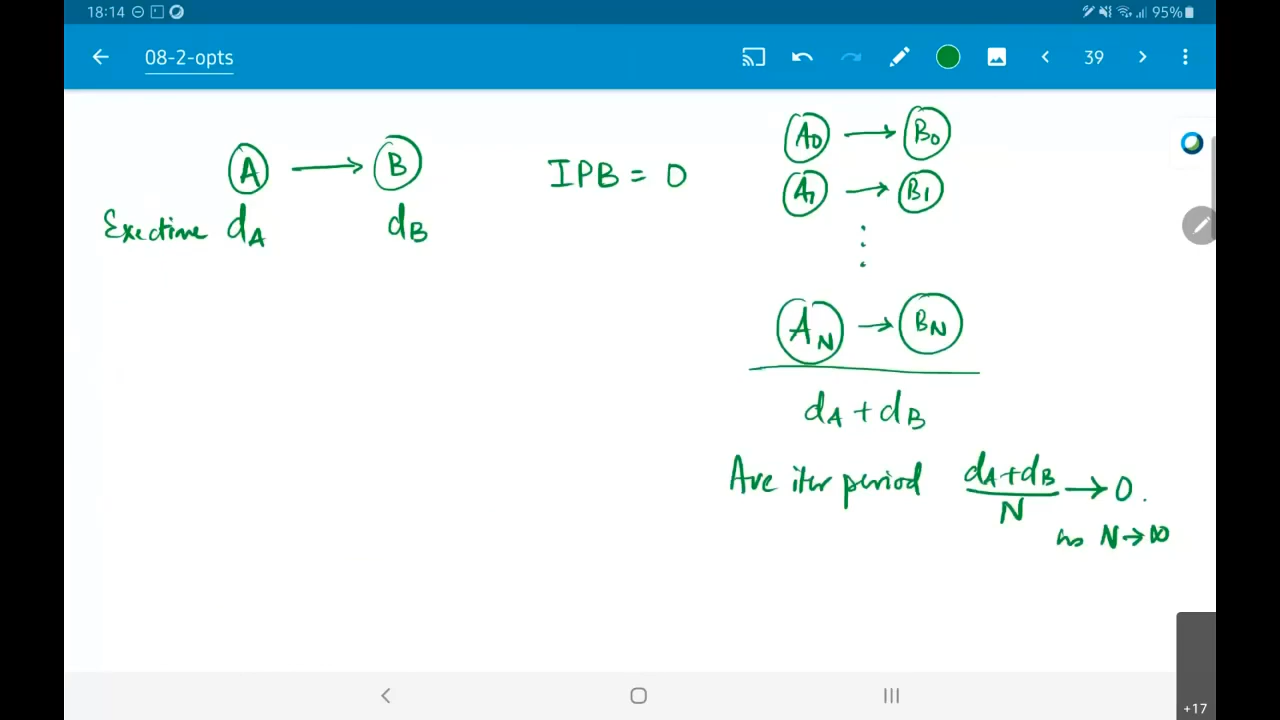 18:14 95%
08-2-opts 39
A → B IPB = 0
Exectime dA dB
A0 → B0
A1 → B1
⋮
AN → BN
dA + dB
Ave iter period dA+dB/N → 0.
as N→∞
+17